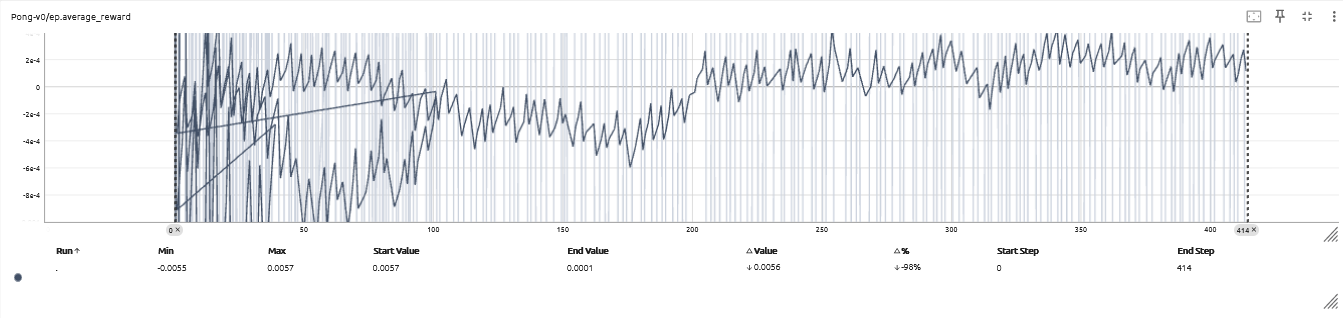 Pong-v0/ep.average_reward
2e-4
0
-2e-4
-4e-4
-6e-4
-8e-4
0 × 50 100 150 200 250 300 350 400 414 ×
Run ↑ Min Max Start Value End Value △ Value △ % Start Step End Step
. -0.0055 0.0057 0.0057 0.0001 ↓ 0.0056 ↓ -98% 0 414